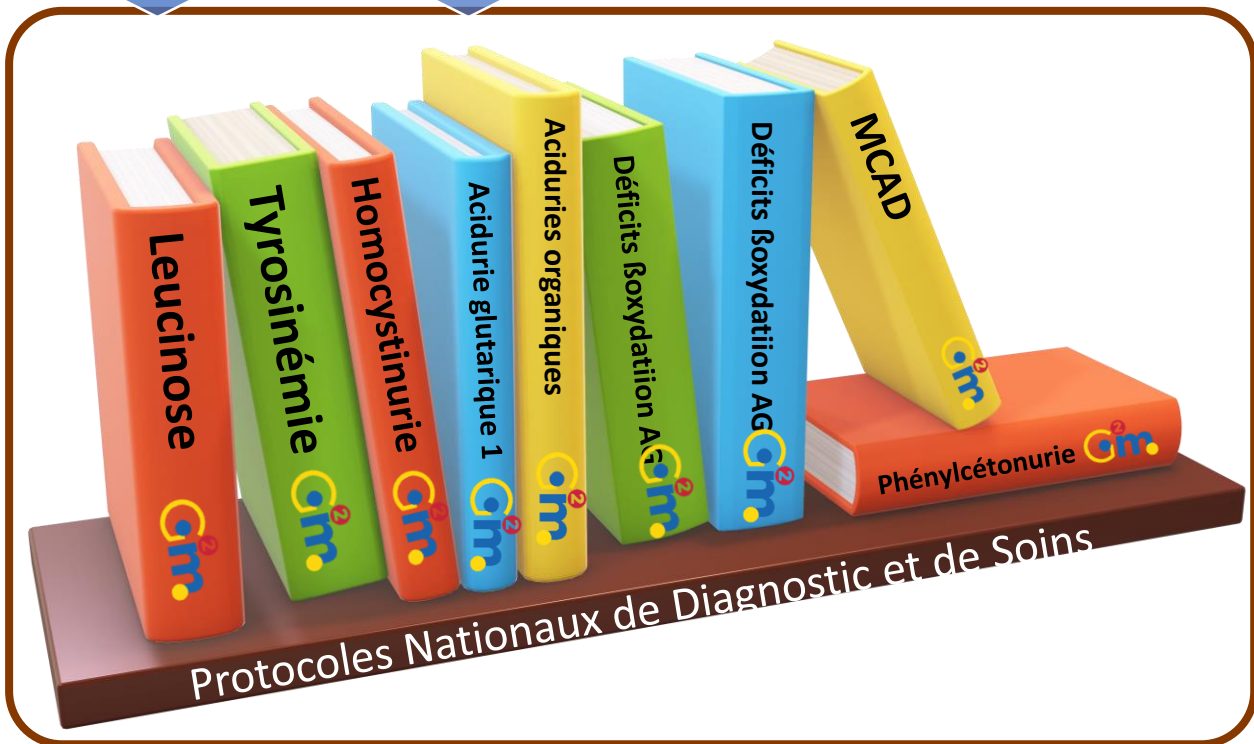 Leucinose
Tyrosinémie
Homocystinurie
Acidurie glutarique 1
Aciduries organiques
Déficits ßoxydatiion AG
Déficits ßoxydatiion AG
MCAD
Phénylcétonurie
Protocoles Nationaux de Diagnostic et de Soins